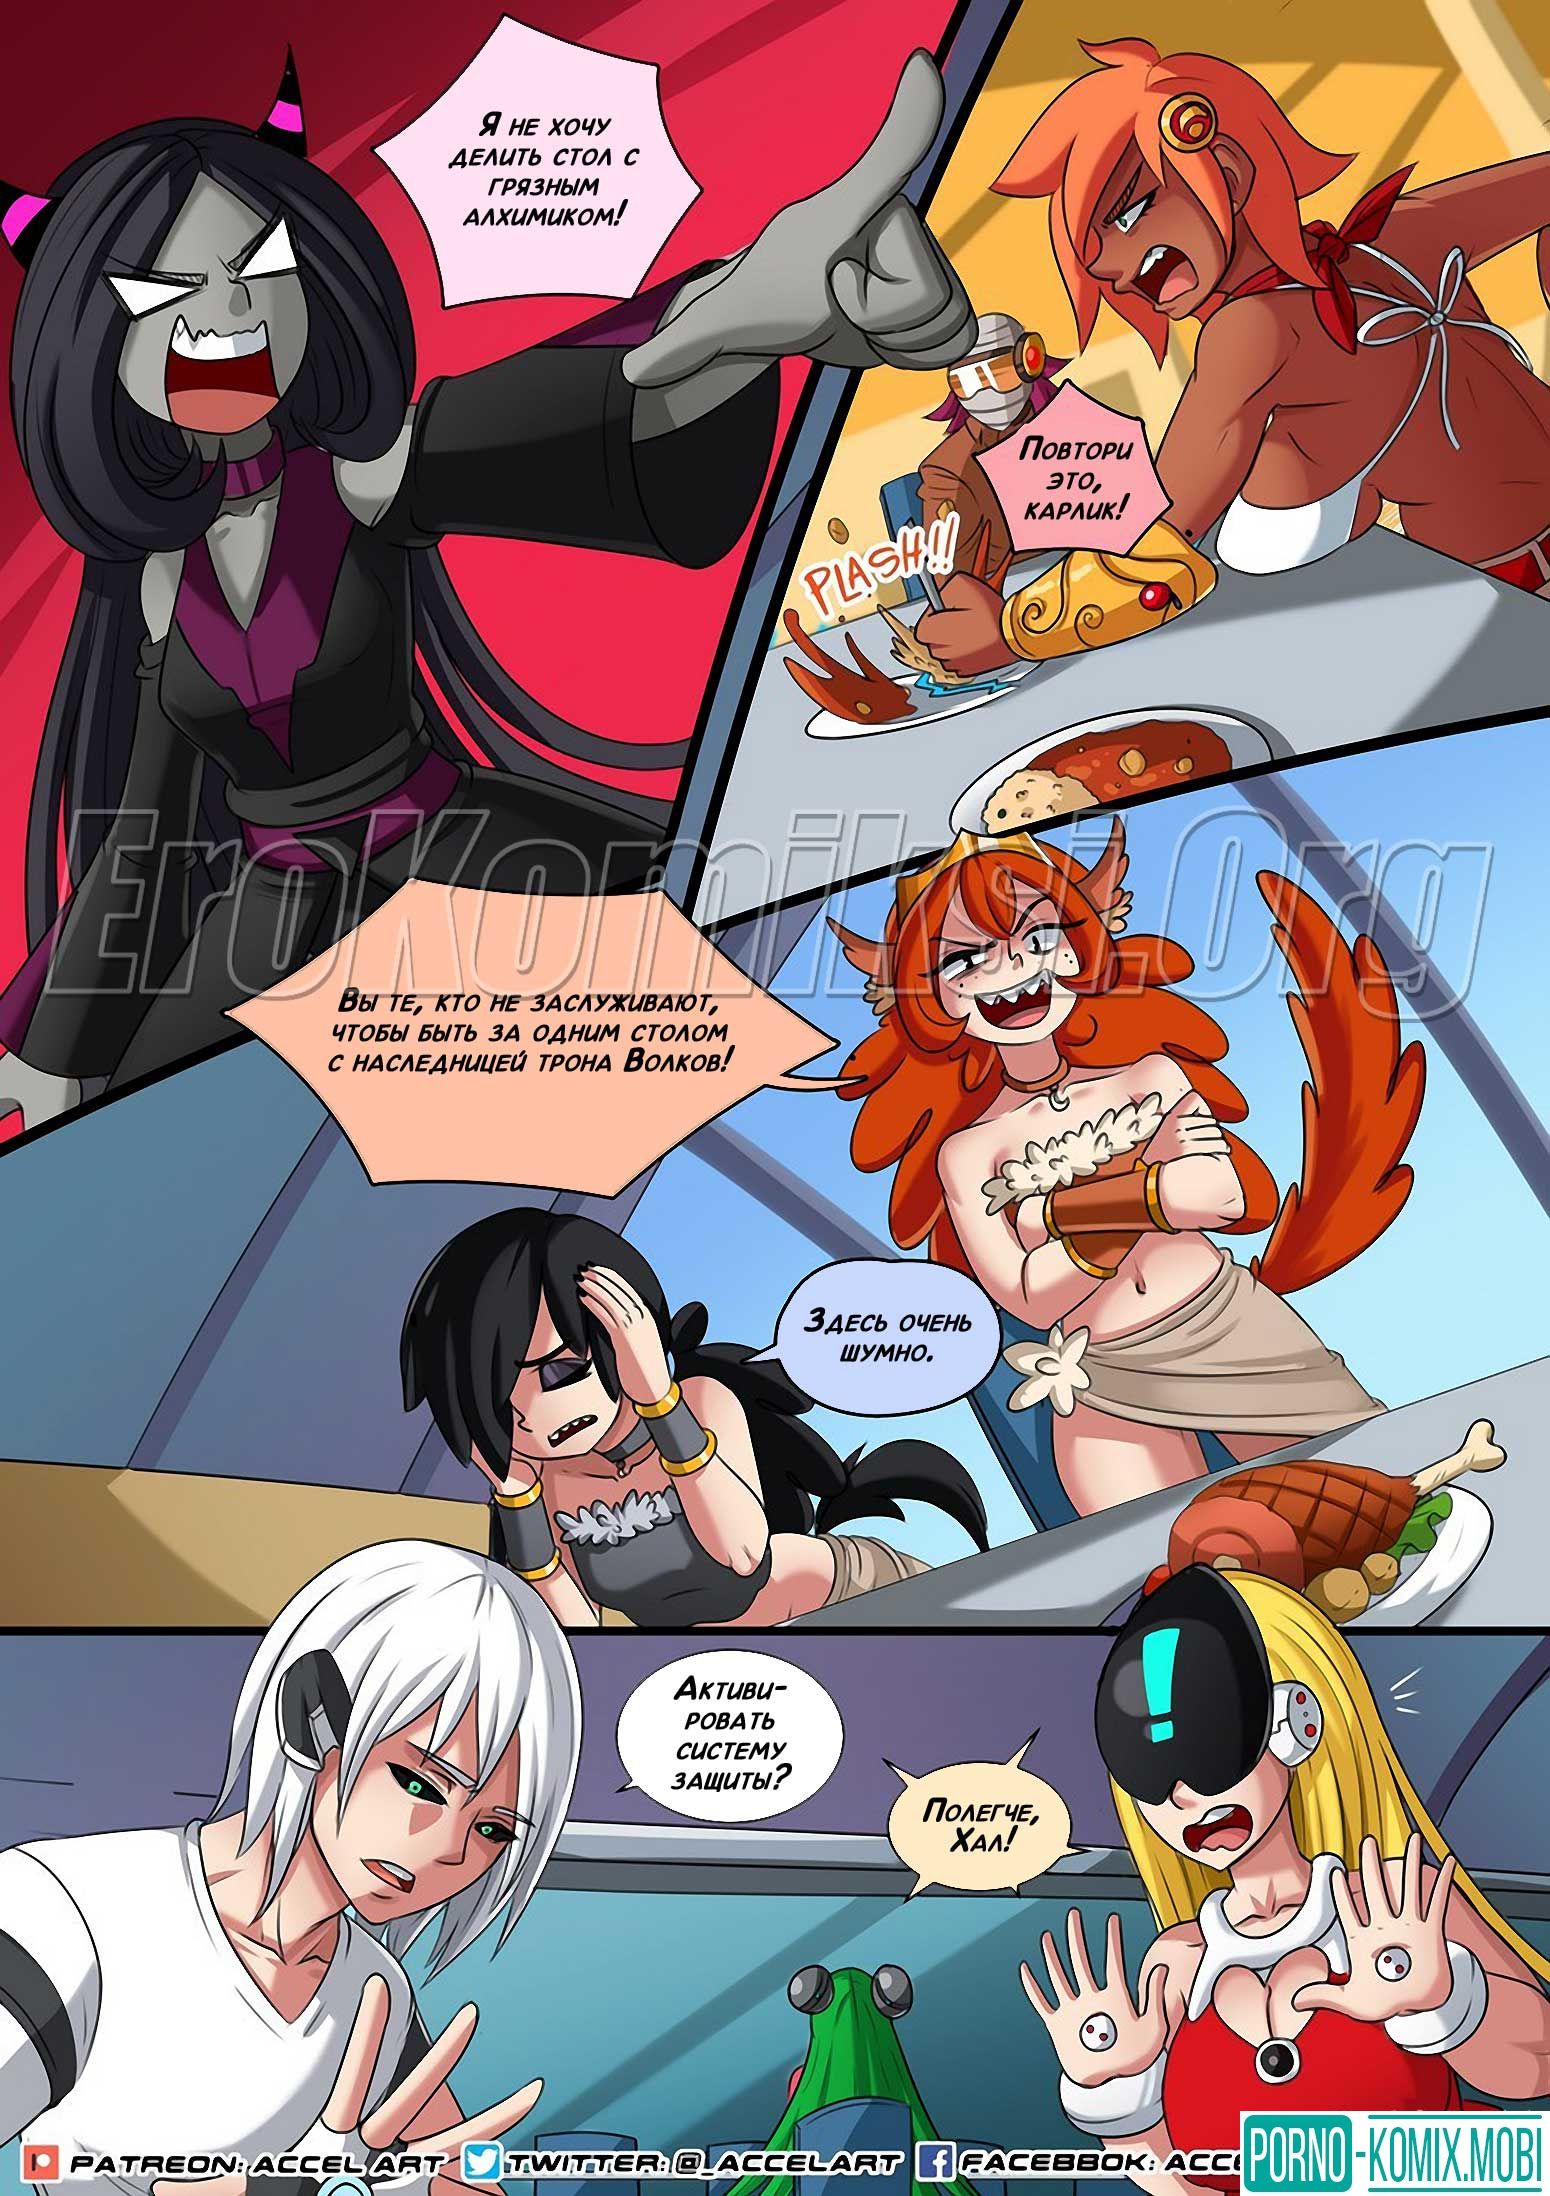 Я не хочу
делить стол с
грязным
алхимиком!
Повтори
это,
карлик!
PLASH!!
EroKomiksi.Org
Вы те, кто не заслуживают,
чтобы быть за одним столом
с наследницей трона Волков!
Здесь очень
шумно.
Активи-
ровать
систему
защиты?
!
Полегче,
Хал!
PATREON: ACCEL ART TWITTER: @_ACCELART FACEBBOK: ACCE
PORNO-KOMIX.MOBI